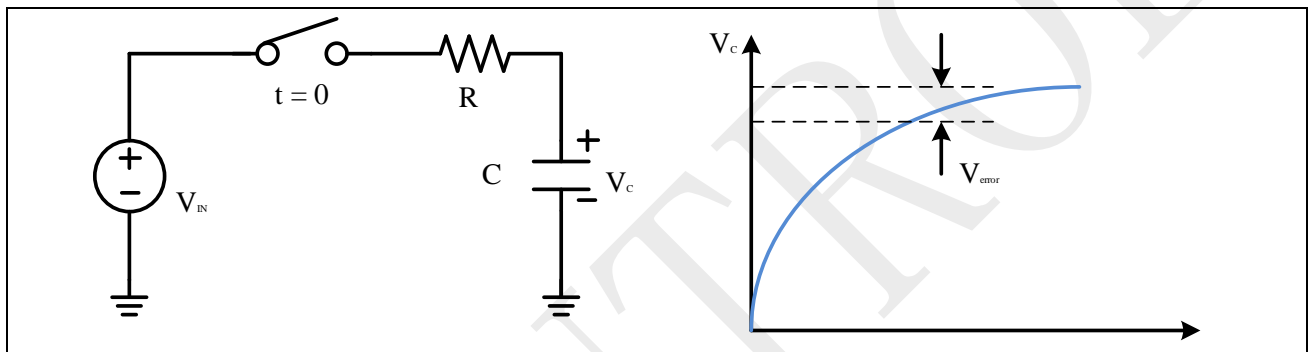 t = 0
R
+
-
V_IN
C
+
V_C
-
V_C
V_error